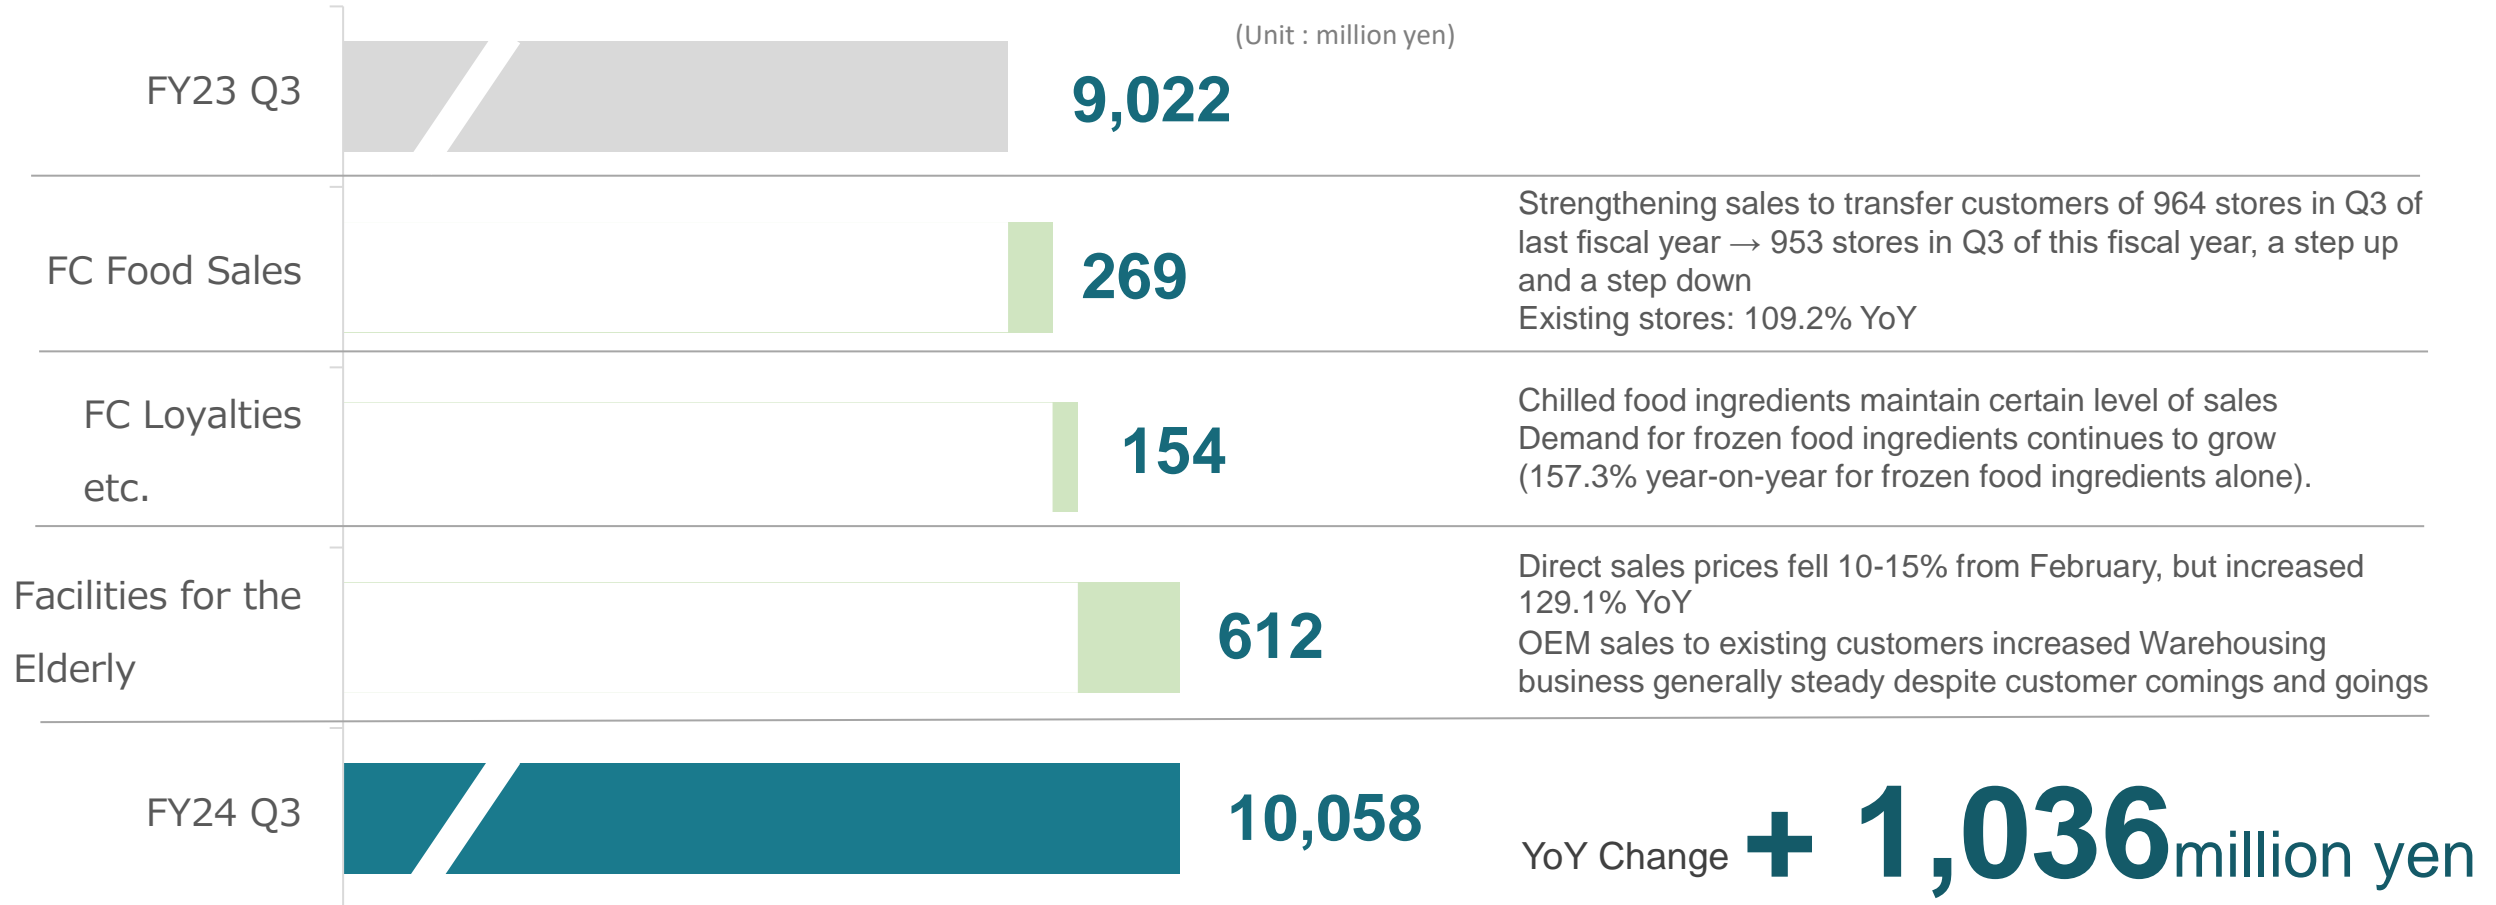 (Unit : million yen)
FY23 Q3
9,022
FC Food Sales
269
Strengthening sales to transfer customers of 964 stores in Q3 of
last fiscal year → 953 stores in Q3 of this fiscal year, a step up
and a step down
Existing stores: 109.2% YoY
FC Loyalties
etc.
154
Chilled food ingredients maintain certain level of sales
Demand for frozen food ingredients continues to grow
(157.3% year-on-year for frozen food ingredients alone).
Facilities for the
Elderly
612
Direct sales prices fell 10-15% from February, but increased
129.1% YoY
OEM sales to existing customers increased Warehousing
business generally steady despite customer comings and goings
FY24 Q3
10,058
YoY Change + 1,036 million yen